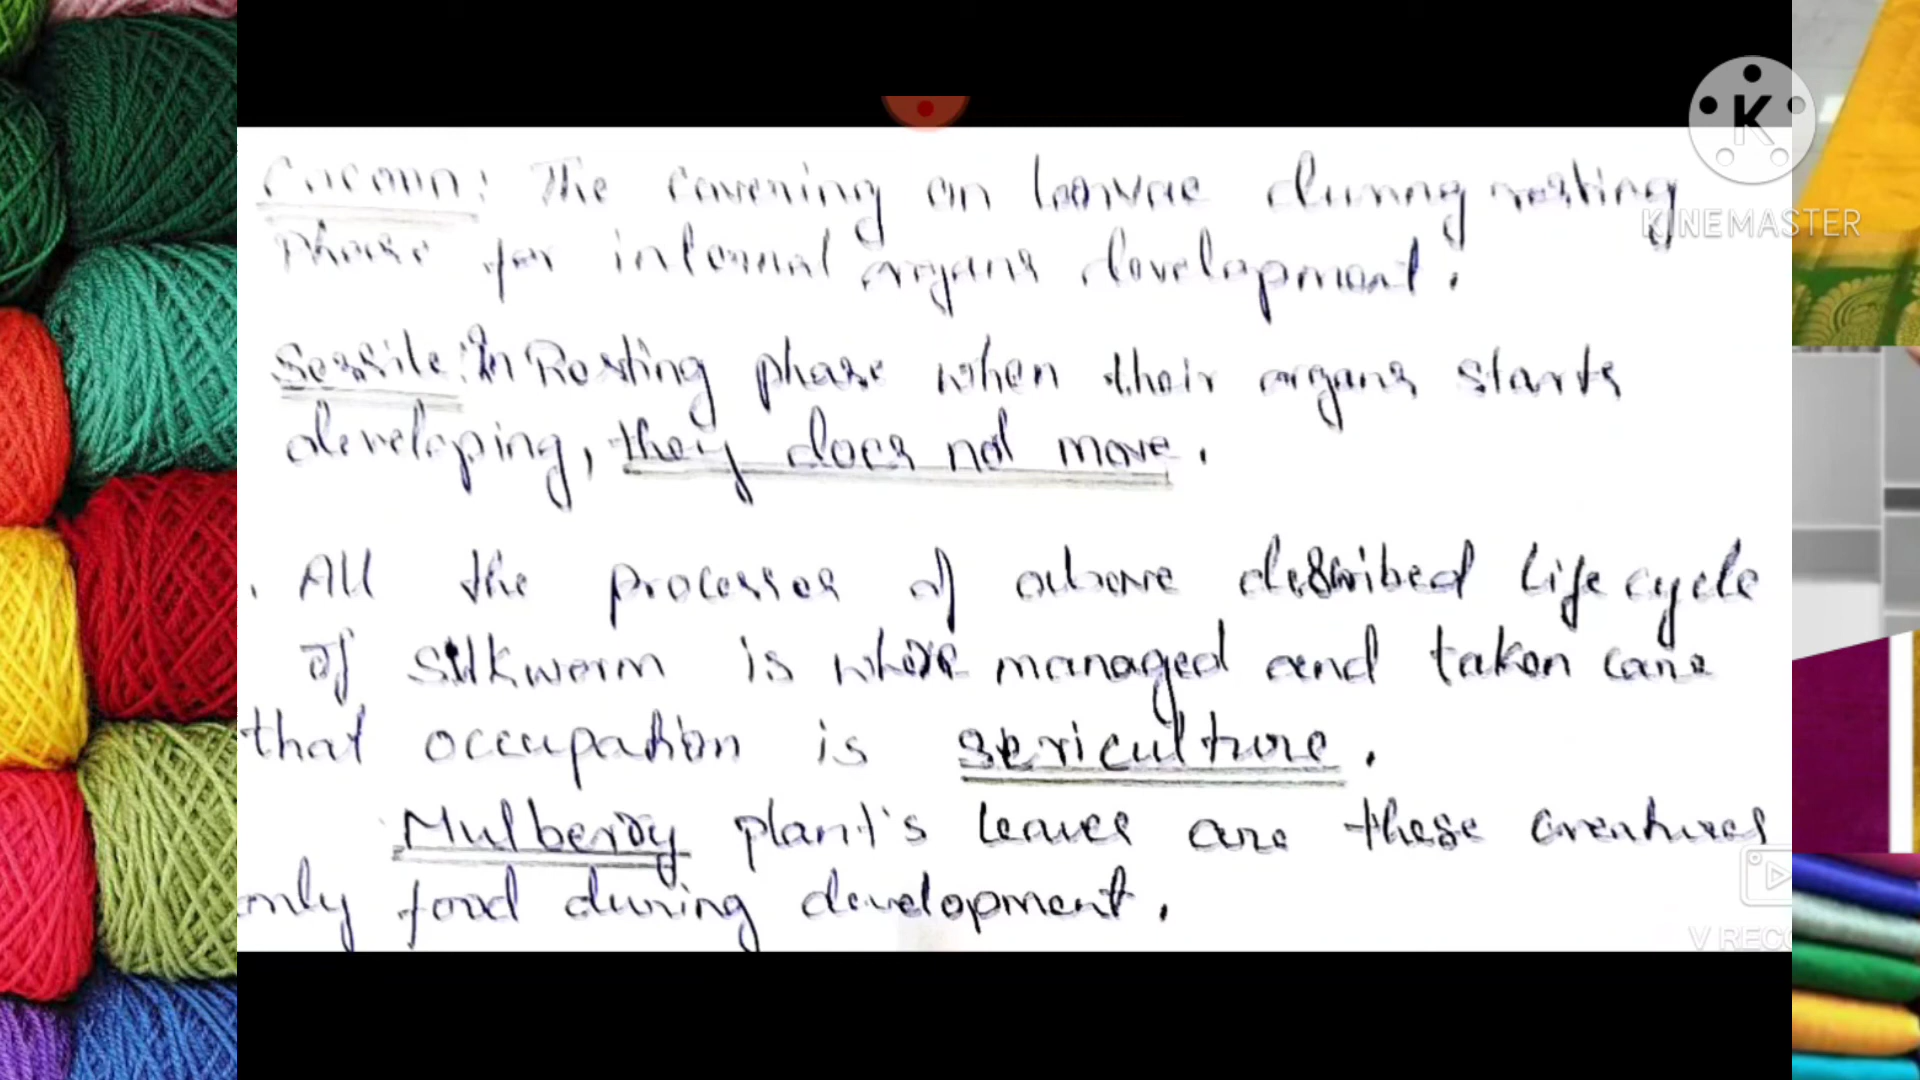 Cocoon: The covering on larvae during resting
KINEMASTER
phase for internal organs development.
Sessile: In Resting phase when their organs starts
developing, they does not move.
. All the processes of above described life cycle
of silkworm is where managed and taken care
that occupation is sericulture.
Mulberry plant's leaves are these creatures
only food during development.
V RECO